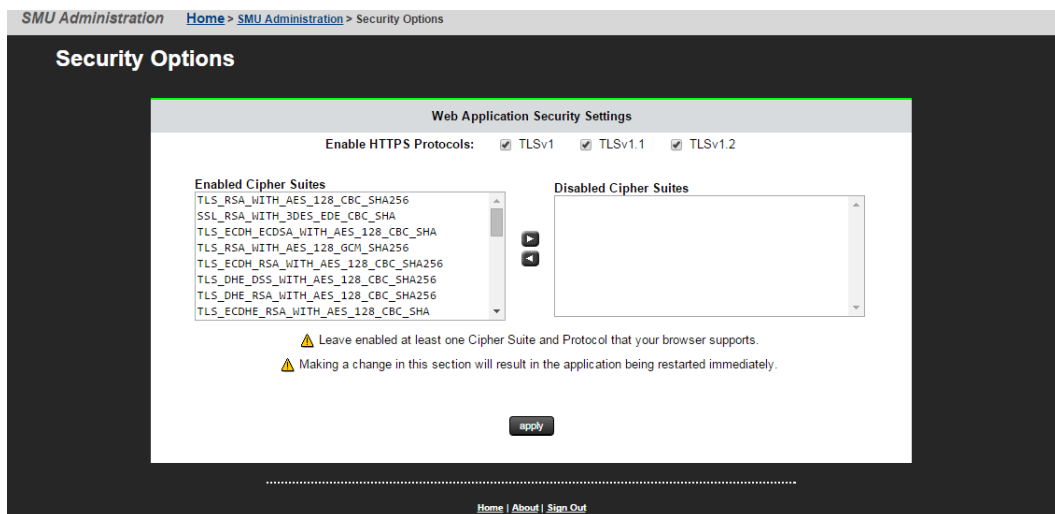 SMU Administration Home > SMU Administration > Security Options
Security Options
Web Application Security Settings
Enable HTTPS Protocols: TLSv1 TLSv1.1 TLSv1.2
Enabled Cipher Suites
TLS_RSA_WITH_AES_128_CBC_SHA256
SSL_RSA_WITH_3DES_EDE_CBC_SHA
TLS_ECDH_ECDSA_WITH_AES_128_CBC_SHA
TLS_RSA_WITH_AES_128_GCM_SHA256
TLS_ECDH_RSA_WITH_AES_128_CBC_SHA256
TLS_DHE_DSS_WITH_AES_128_CBC_SHA256
TLS_DHE_RSA_WITH_AES_128_CBC_SHA256
TLS_ECDHE_RSA_WITH_AES_128_CBC_SHA
Disabled Cipher Suites
Leave enabled at least one Cipher Suite and Protocol that your browser supports.
Making a change in this section will result in the application being restarted immediately.
apply
Home | About | Sign Out